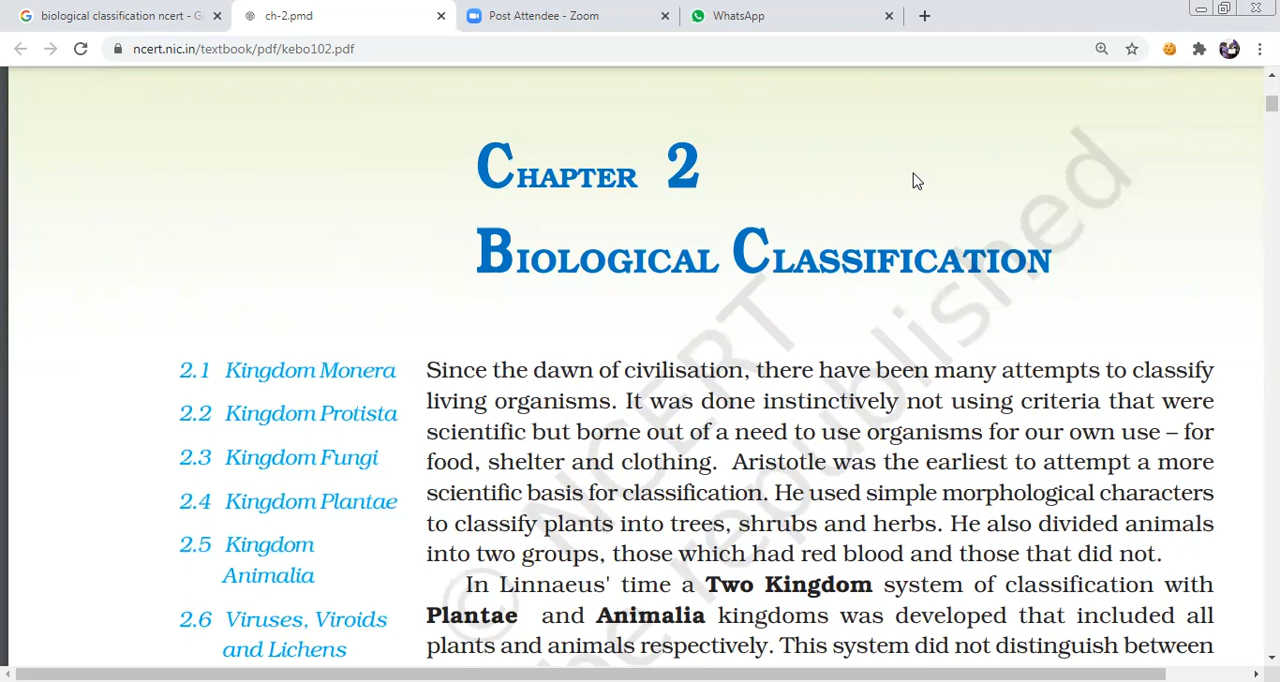 biological classification ncert - G
ch-2.pmd
Post Attendee - Zoom
WhatsApp
ncert.nic.in/textbook/pdf/kebo102.pdf
CHAPTER 2
BIOLOGICAL CLASSIFICATION
2.1 Kingdom Monera
2.2 Kingdom Protista
2.3 Kingdom Fungi
2.4 Kingdom Plantae
2.5 Kingdom
Animalia
2.6 Viruses, Viroids
and Lichens
Since the dawn of civilisation, there have been many attempts to classify
living organisms. It was done instinctively not using criteria that were
scientific but borne out of a need to use organisms for our own use – for
food, shelter and clothing. Aristotle was the earliest to attempt a more
scientific basis for classification. He used simple morphological characters
to classify plants into trees, shrubs and herbs. He also divided animals
into two groups, those which had red blood and those that did not.
In Linnaeus' time a Two Kingdom system of classification with
Plantae and Animalia kingdoms was developed that included all
plants and animals respectively. This system did not distinguish between
© NCERT
be republished